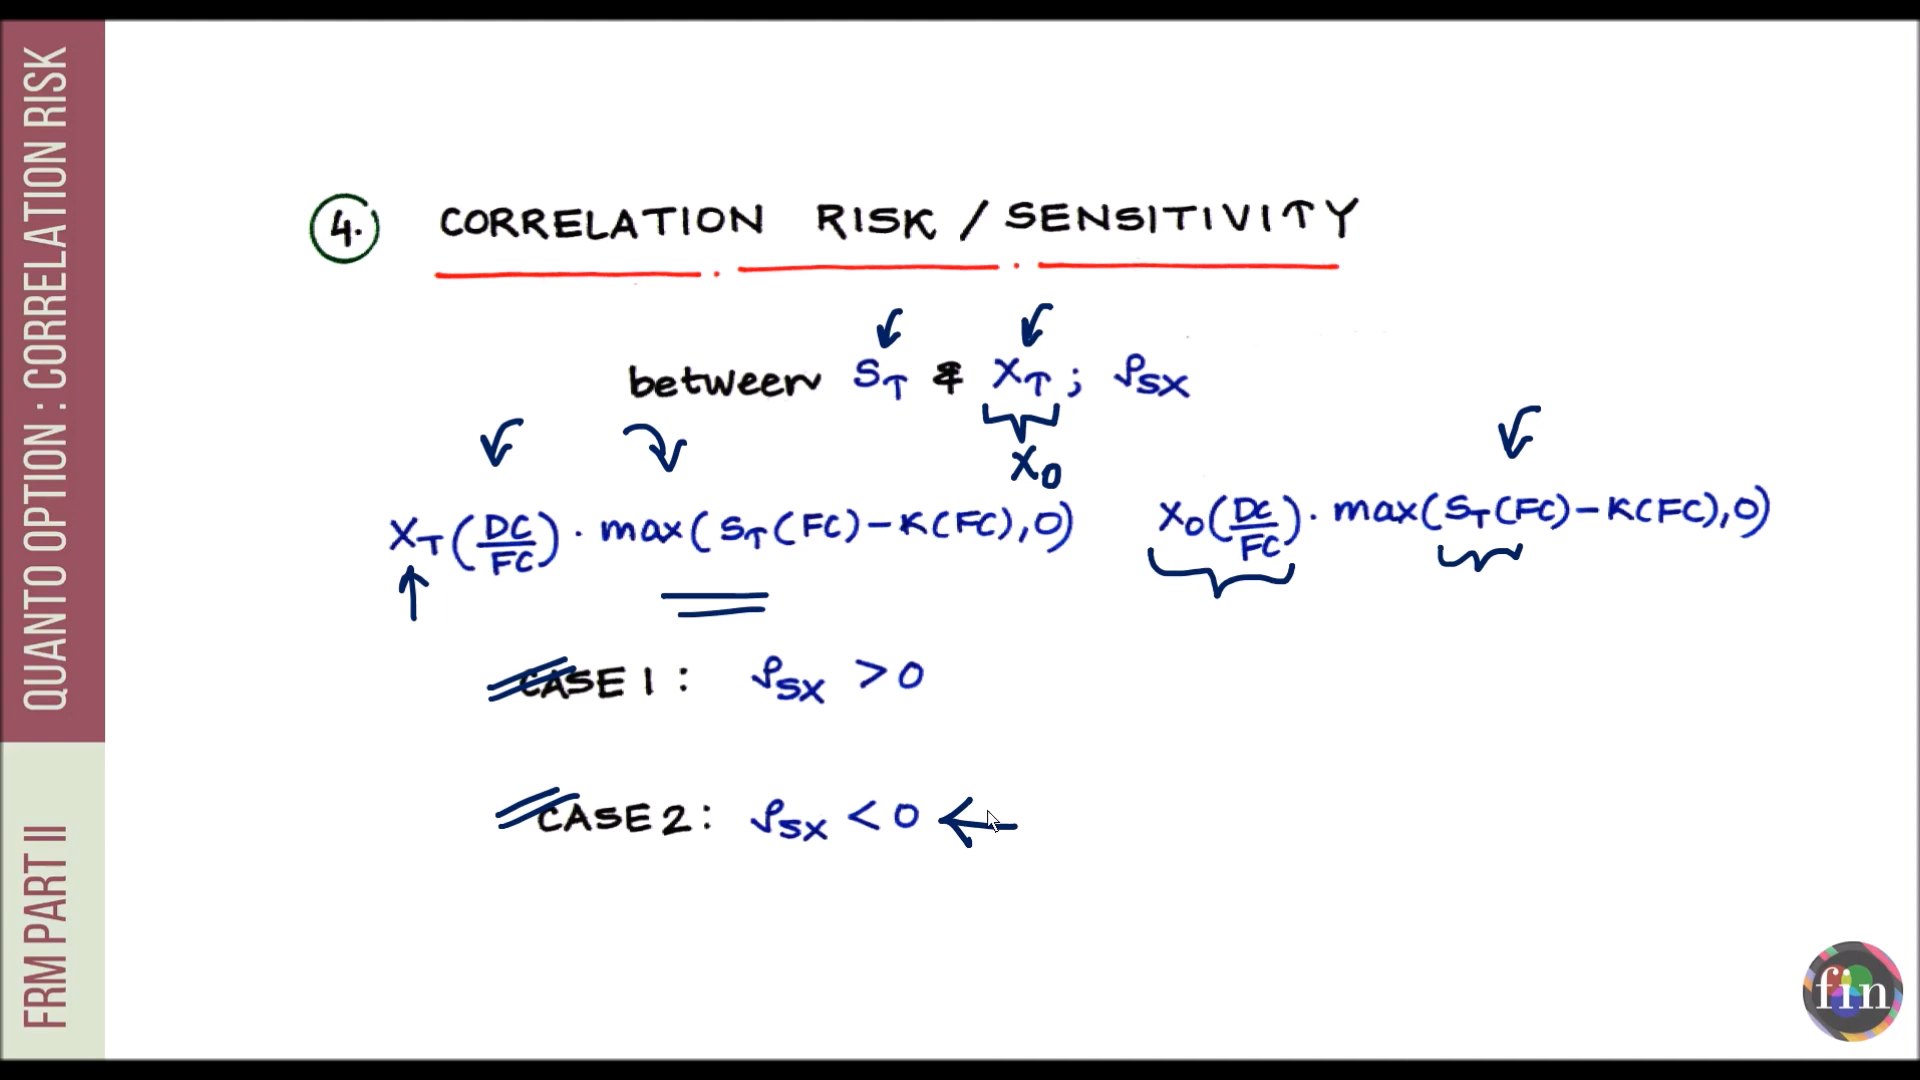 QUANTO OPTION : CORRELATION RISK
FRM PART II
4. CORRELATION RISK / SENSITIVITY
between S_T & X_T ; ρ_SX
X_0
X_T (DC/FC) · max(S_T(FC) - K(FC), 0)
X_0 (DC/FC) · max(S_T(FC) - K(FC), 0)
CASE 1 : ρ_SX > 0
CASE 2 : ρ_SX < 0
fin